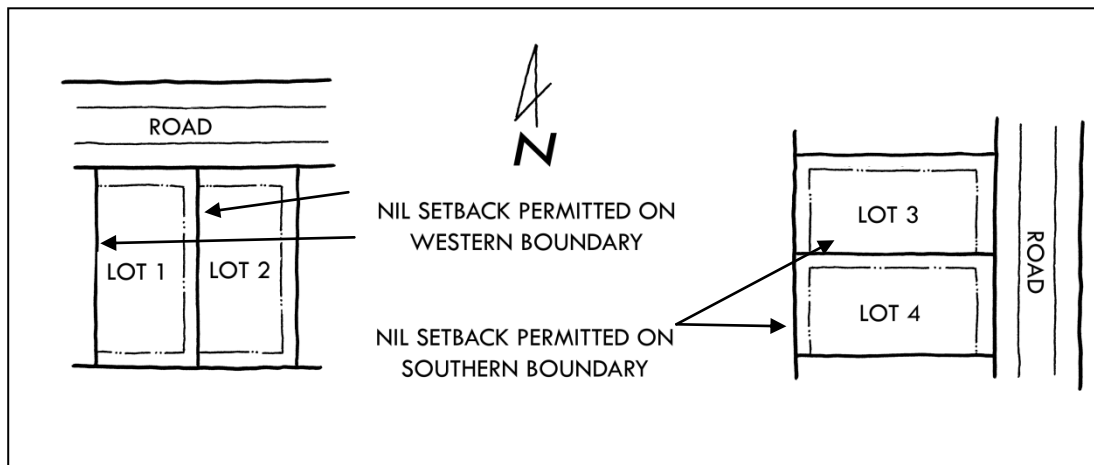 ROAD
N
NIL SETBACK PERMITTED ON
WESTERN BOUNDARY
LOT 1
LOT 2
NIL SETBACK PERMITTED ON
SOUTHERN BOUNDARY
LOT 3
LOT 4
ROAD